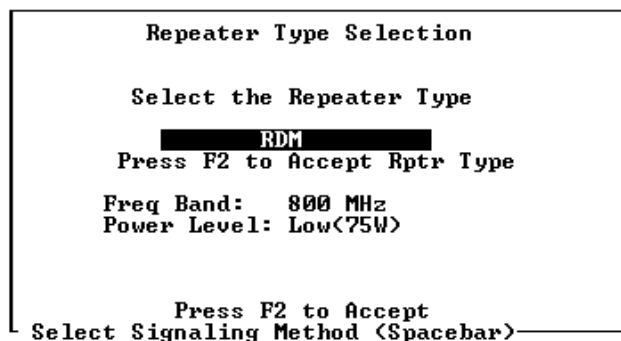 Repeater Type Selection
Select the Repeater Type
RDM
Press F2 to Accept Rptr Type
Freq Band: 800 MHz
Power Level: Low(75W)
Press F2 to Accept
Select Signaling Method (Spacebar)